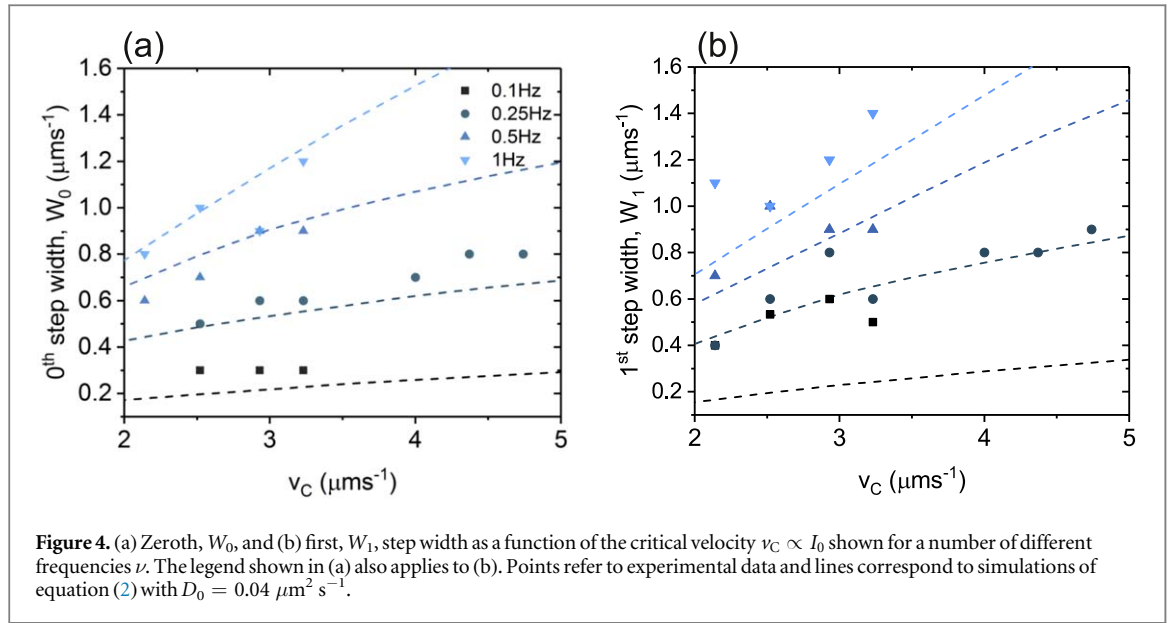 (a)
1.6
1.4
1.2
1.0
0.8
0.6
0.4
0.2
0th step width, W0 (μms-1)
0.1Hz
0.25Hz
0.5Hz
1Hz
2 3 4 5
vC (μms-1)
(b)
1.6
1.4
1.2
1.0
0.8
0.6
0.4
0.2
1st step width, W1 (μms-1)
2 3 4 5
vC (μms-1)
Figure 4. (a) Zeroth, W0, and (b) first, W1, step width as a function of the critical velocity vC ∝ I0 shown for a number of different
frequencies ν. The legend shown in (a) also applies to (b). Points refer to experimental data and lines correspond to simulations of
equation (2) with D0 = 0.04 μm2 s−1.